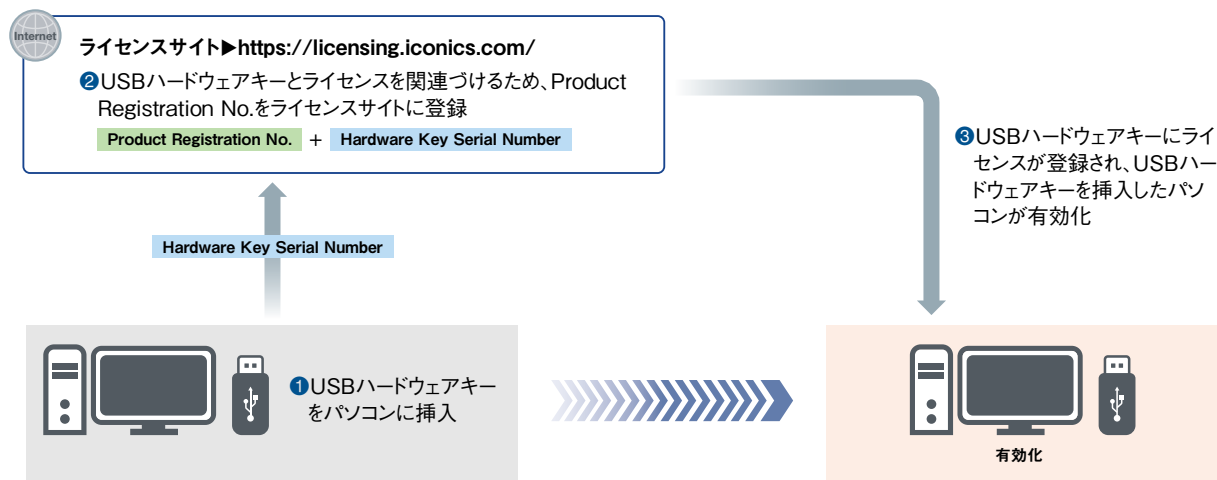 Internet
ライセンスサイト▶https://licensing.iconics.com/
❷USBハードウェアキーとライセンスを関連づけるため、Product
Registration No.をライセンスサイトに登録
Product Registration No. + Hardware Key Serial Number
❸USBハードウェアキーにライ
センスが登録され、USBハー
ドウェアキーを挿入したパソ
コンが有効化
Hardware Key Serial Number
❶USBハードウェアキー
をパソコンに挿入
有効化